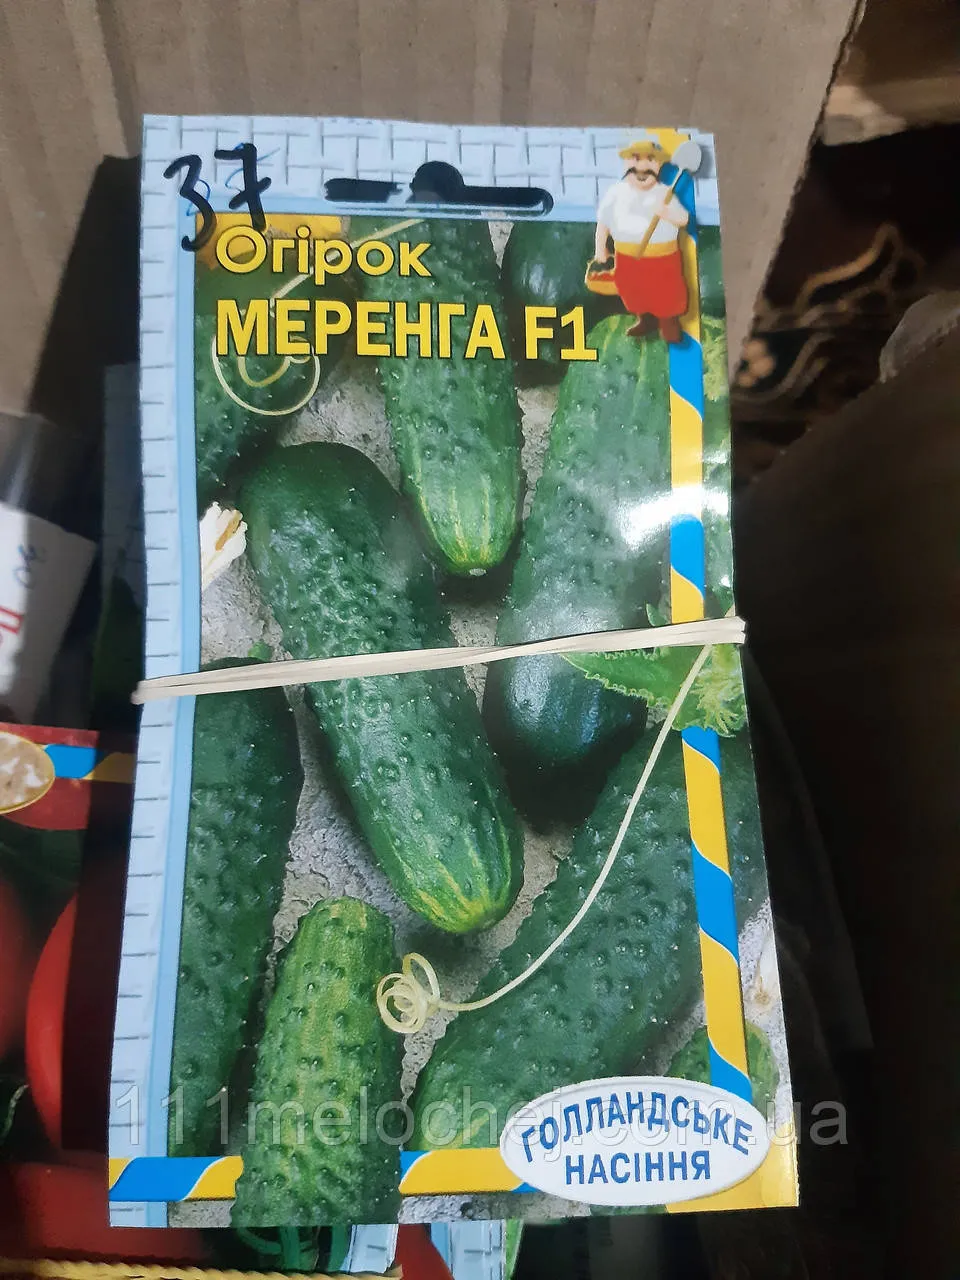 37
Огірок
МЕРЕНГА F1
111melochej.com.ua
ГОЛЛАНДСЬКЕ
НАСІННЯ